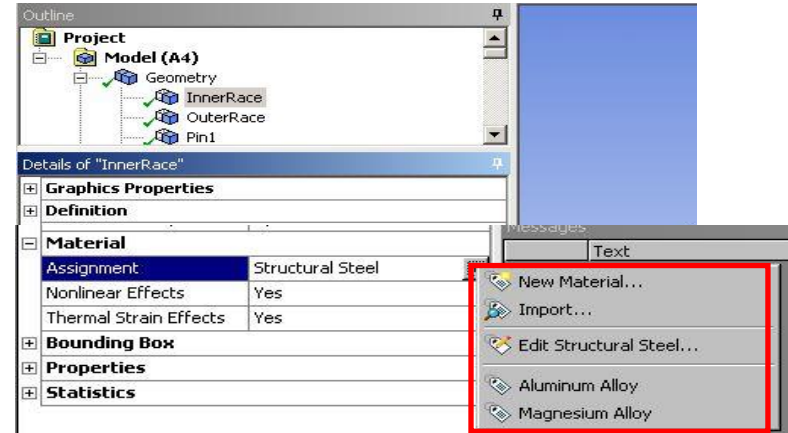 Outline
Project
Model (A4)
Geometry
InnerRace
OuterRace
Pin1
Details of "InnerRace"
Graphics Properties
Definition
Material
Assignment Structural Steel
Nonlinear Effects Yes
Thermal Strain Effects Yes
Bounding Box
Properties
Statistics
Messages
Text
New Material...
Import...
Edit Structural Steel...
Aluminum Alloy
Magnesium Alloy